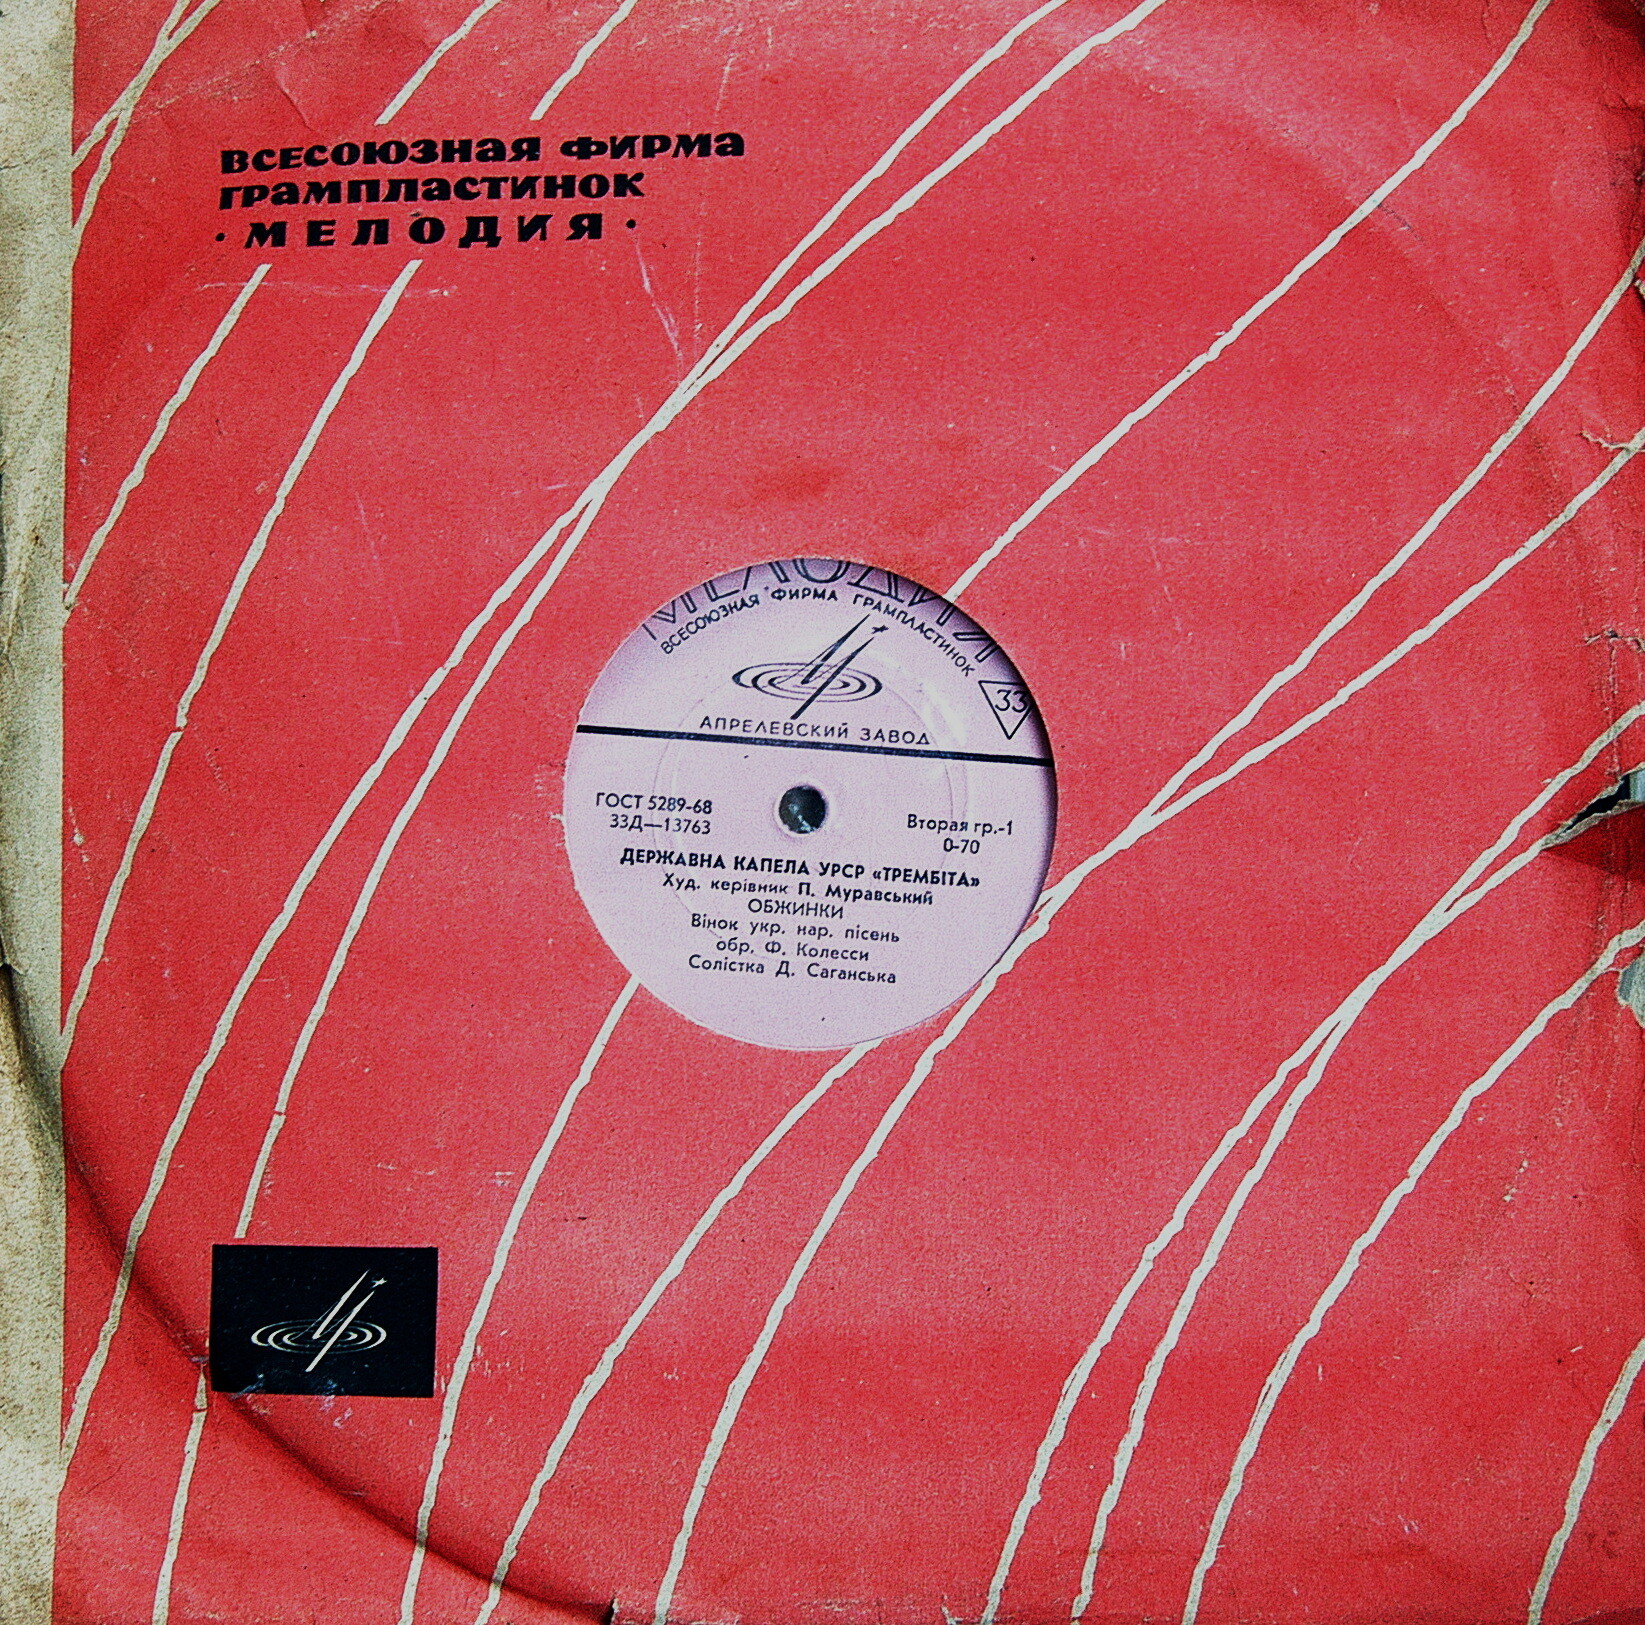 ВСЕСОЮЗНАЯ ФИРМА
ГРАМПЛАСТИНОК
·МЕЛОДИЯ·
МЕЛОДИЯ
ВСЕСОЮЗНАЯ ФИРМА ГРАМПЛАСТИНОК
33
АПРЕЛЕВСКИЙ ЗАВОД
ГОСТ 5289-68
33Д—13763
Вторая гр.-1
0-70
ДЕРЖАВНА КАПЕЛА УРСР «ТРЕМБІТА»
Худ. керівник П. Муравський
ОБЖИНКИ
Вінок укр. нар. пісень
обр. Ф. Колесси
Солістка Д. Саганська